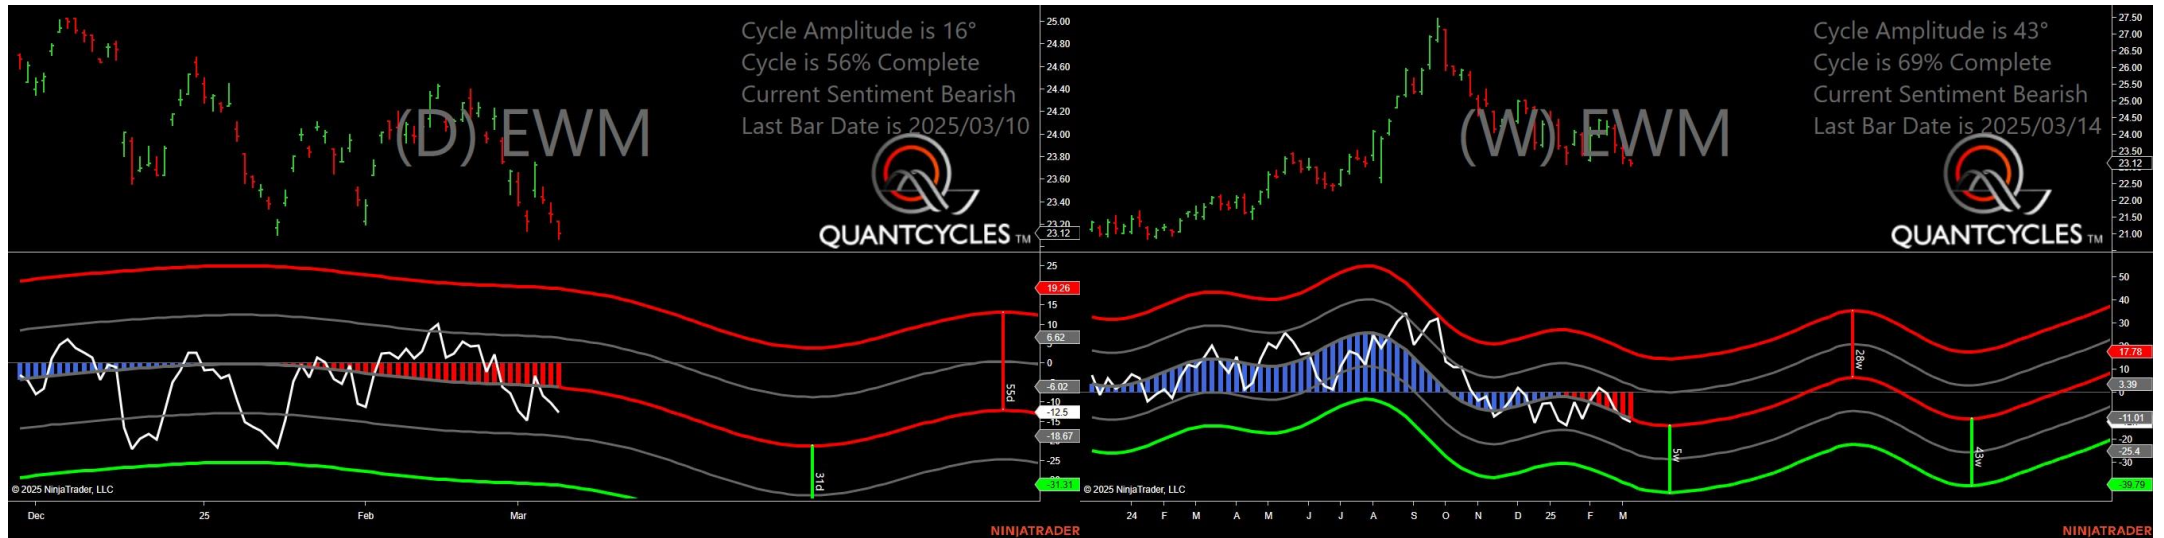 Cycle Amplitude is 16°
Cycle is 56% Complete
Current Sentiment Bearish
Last Bar Date is 2025/03/10
(D) EWM
QUANTCYCLES TM
25.00
24.80
24.60
24.40
24.20
24.00
23.80
23.60
23.40
23.20
23.12
25
19.26
15
10
6.62
0
-6.02
-10
-12.5
-15
-18.67
-25
-31.31
55d
31d
© 2025 NinjaTrader, LLC
Dec 25 Feb Mar
NINJATRADER
Cycle Amplitude is 43°
Cycle is 69% Complete
Current Sentiment Bearish
Last Bar Date is 2025/03/14
(W) EWM
QUANTCYCLES TM
27.50
27.00
26.50
26.00
25.50
25.00
24.50
24.00
23.50
23.12
22.50
22.00
21.50
21.00
50
40
30
17.78
3.39
0
-11.01
-20
-25.4
-30
-39.79
28w
5w
43w
© 2025 NinjaTrader, LLC
24 F M A M J J A S O N D 25 F M
NINJATRADER